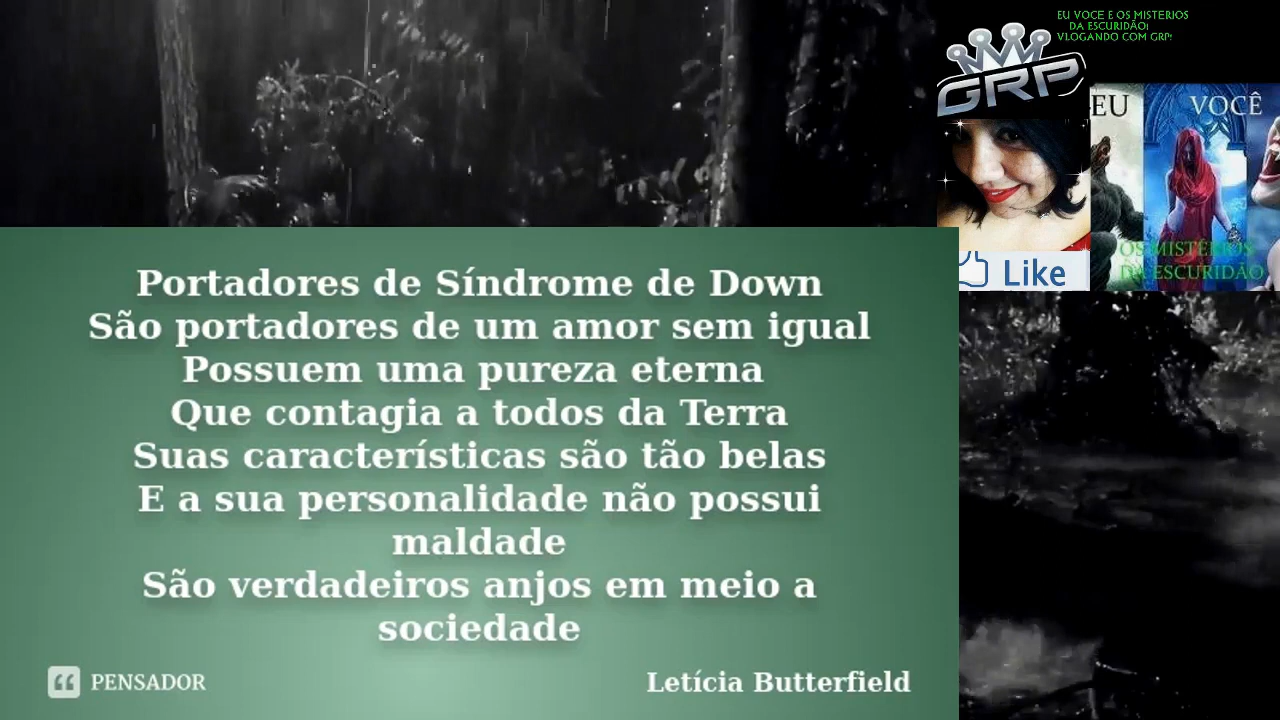 EU VOCE E OS MISTERIOS
DA ESCURIDÃO!
VLOGANDO COM GRP!
GRP
EU VOCÊ
OS MISTÉRIOS
DA ESCURIDÃO
Like
Portadores de Síndrome de Down
São portadores de um amor sem igual
Possuem uma pureza eterna
Que contagia a todos da Terra
Suas características são tão belas
E a sua personalidade não possui
maldade
São verdadeiros anjos em meio a
sociedade
PENSADOR
Letícia Butterfield